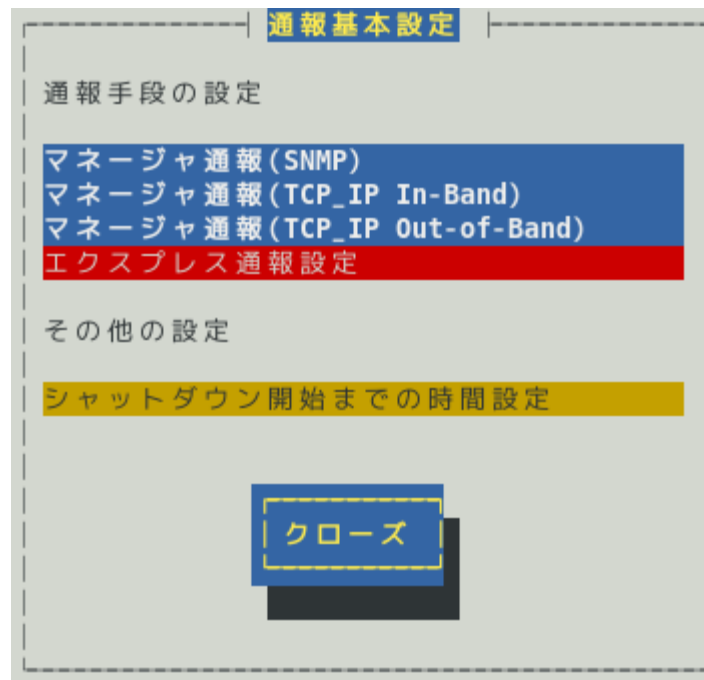 通報基本設定
通報手段の設定
マネージャ通報(SNMP)
マネージャ通報(TCP_IP In-Band)
マネージャ通報(TCP_IP Out-of-Band)
エクスプレス通報設定
その他の設定
シャットダウン開始までの時間設定
クローズ